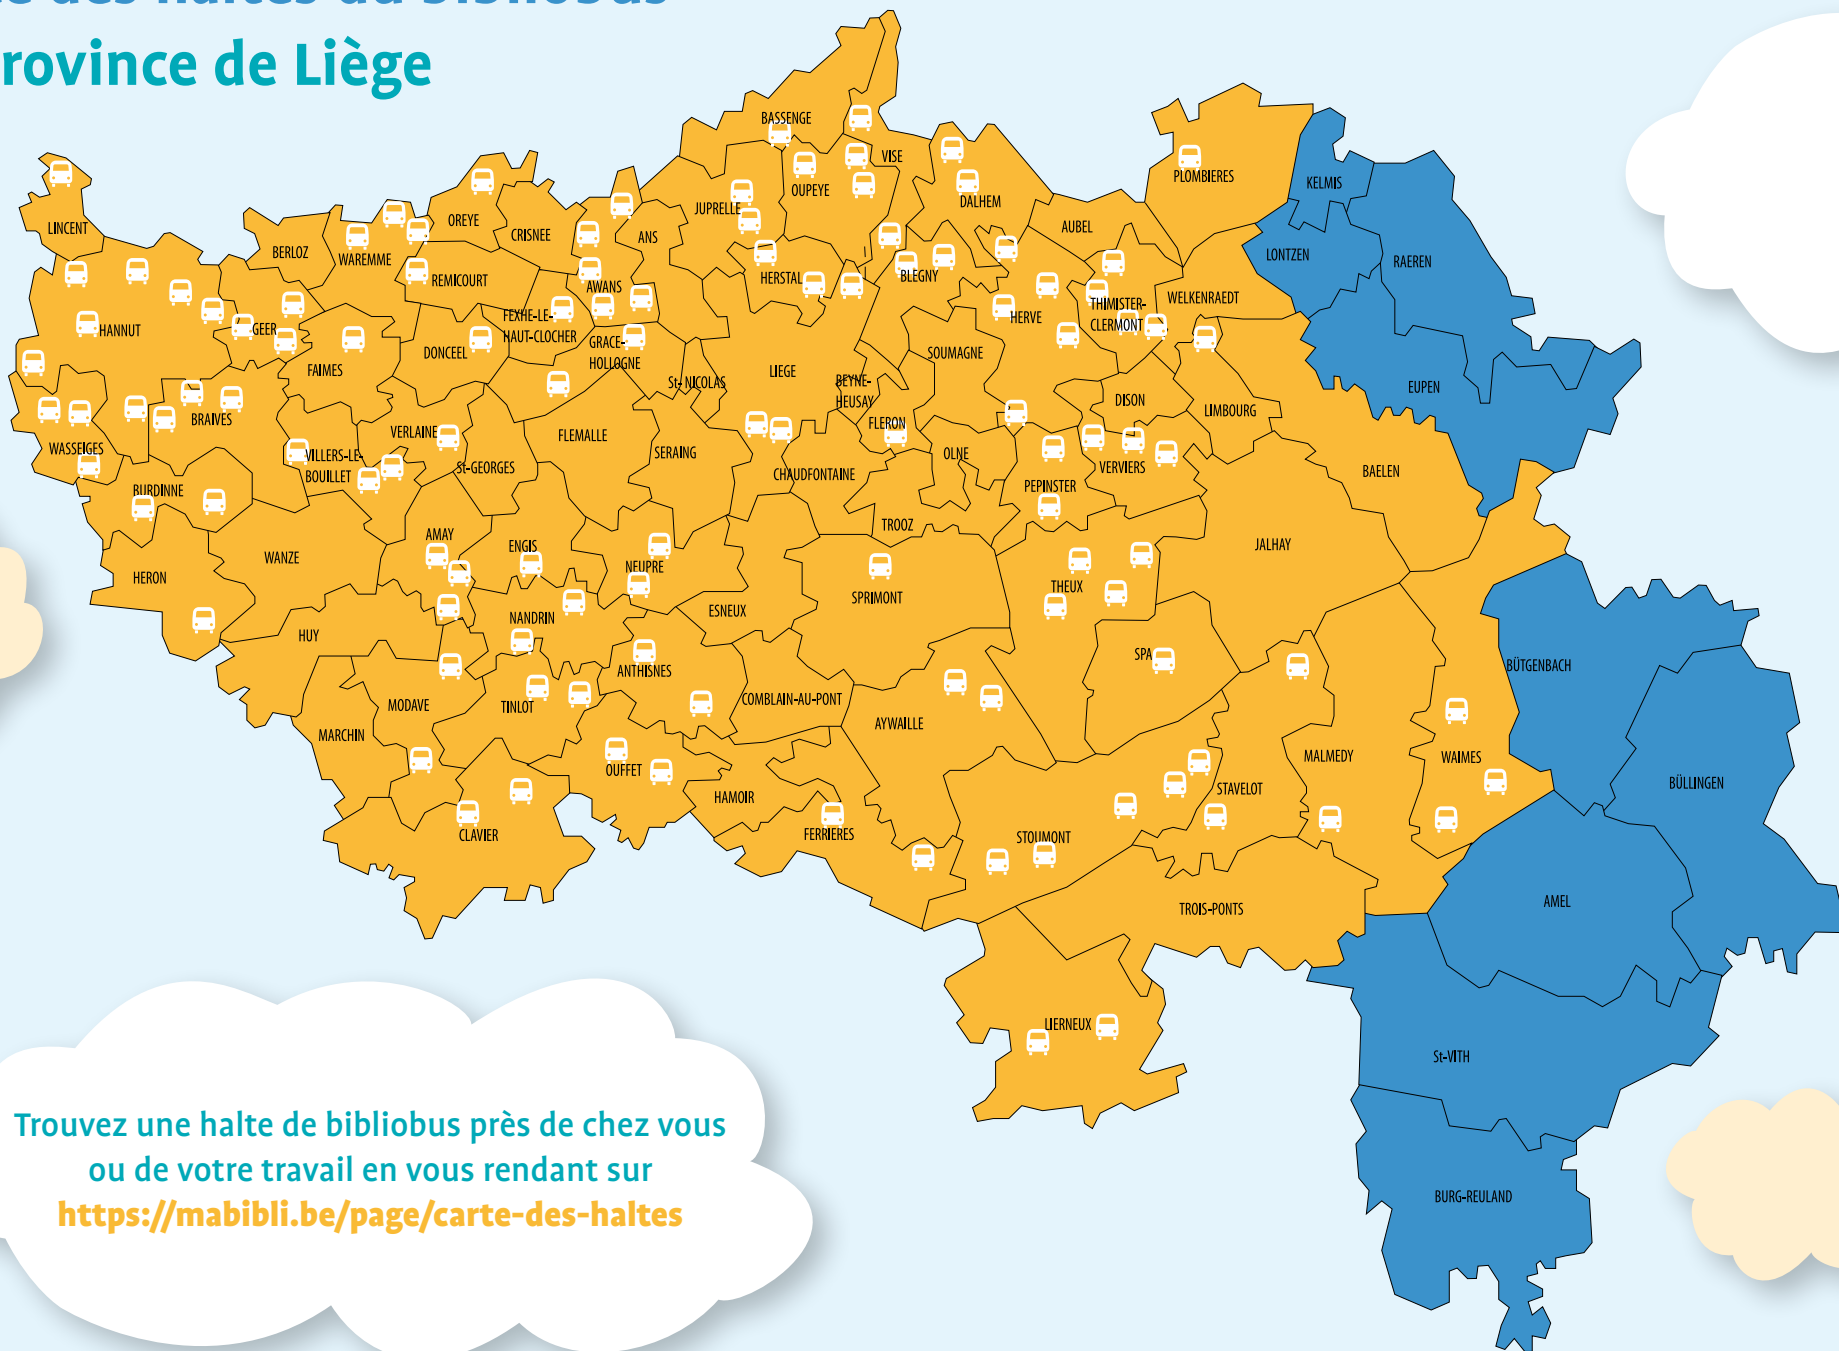 rovince de Liège
BASSENGE
VISE
PLOMBIERES
KELMIS
OUPEYE
DALHEM
JUPRELLE
LINCENT
OREYE
CRISNEE
ANS
AUBEL
BERLOZ
WAREMME
LONTZEN
RAEREN
REMICOURT
HERSTAL
BLEGNY
AWANS
WELKENRAEDT
THIMISTER-
CLERMONT
FEXHE-LE-
HAUT-CLOCHER
HERVE
HANNUT
GEER
GRACE-
HOLLOGNE
DONCEEL
SOUMAGNE
FAIMES
LIEGE
St-NICOLAS
BEYNE-
HEUSAY
EUPEN
DISON
LIMBOURG
BRAIVES
FLERON
VERLAINE
FLEMALLE
WASSEIGES
SERAING
OLNE
VILLERS-LE-
BOUILLET
St-GEORGES
CHAUDFONTAINE
VERVIERS
BAELEN
BURDINNE
PEPINSTER
TROOZ
AMAY
ENGIS
JALHAY
WANZE
NEUPRE
HERON
THEUX
SPRIMONT
ESNEUX
NANDRIN
HUY
SPA
BÜTGENBACH
ANTHISNES
COMBLAIN-AU-PONT
MODAVE
TINLOT
AYWAILLE
MARCHIN
MALMEDY
WAIMES
OUFFET
BÜLLINGEN
STAVELOT
HAMOIR
CLAVIER
FERRIERES
STOUMONT
AMEL
TROIS-PONTS
LIERNEUX
St-VITH
BURG-REULAND
Trouvez une halte de bibliobus près de chez vous
ou de votre travail en vous rendant sur
https://mabibli.be/page/carte-des-haltes